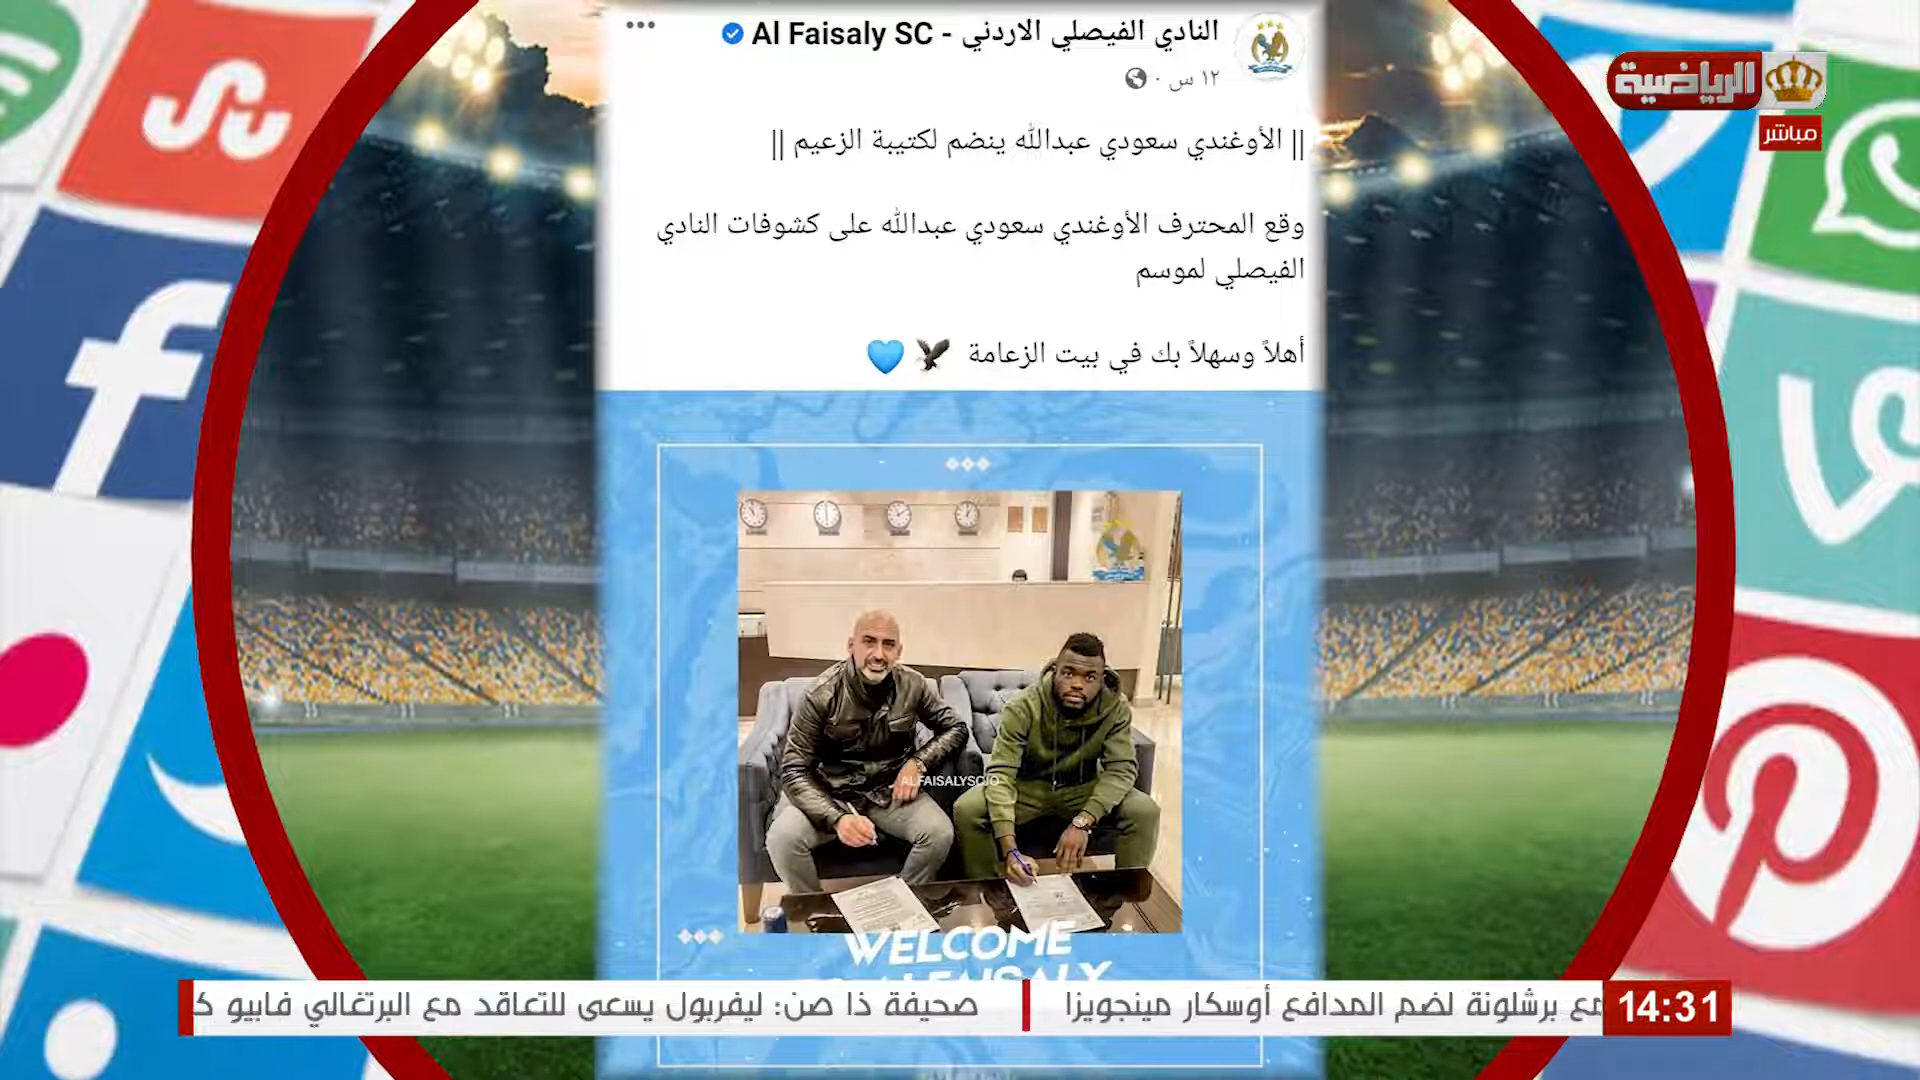 النادي الفيصلي الاردني - Al Faisaly SC
١٢ س
الرياضية
مباشر
|| الأوغندي سعودي عبدالله ينضم لكتيبة الزعيم ||
وقع المحترف الأوغندي سعودي عبدالله على كشوفات النادي
الفيصلي لموسم
أهلاً وسهلاً بك في بيت الزعامة
ALFAISALYSCJO
WELCOME
TO ALFAISALY
14:31
مع برشلونة لضم المدافع أوسكار مينجويزا
صحيفة ذا صن: ليفربول يسعى للتعاقد مع البرتغالي فابيو